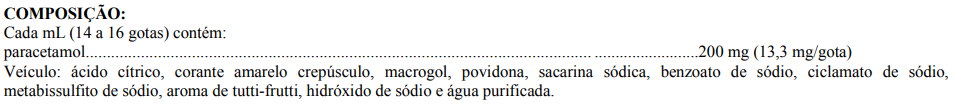 COMPOSIÇÃO:
Cada mL (14 a 16 gotas) contém:
paracetamol.......................................................................................................................... .........................200 mg (13,3 mg/gota)
Veículo: ácido cítrico, corante amarelo crepúsculo, macrogol, povidona, sacarina sódica, benzoato de sódio, ciclamato de sódio,
metabissulfito de sódio, aroma de tutti-frutti, hidróxido de sódio e água purificada.